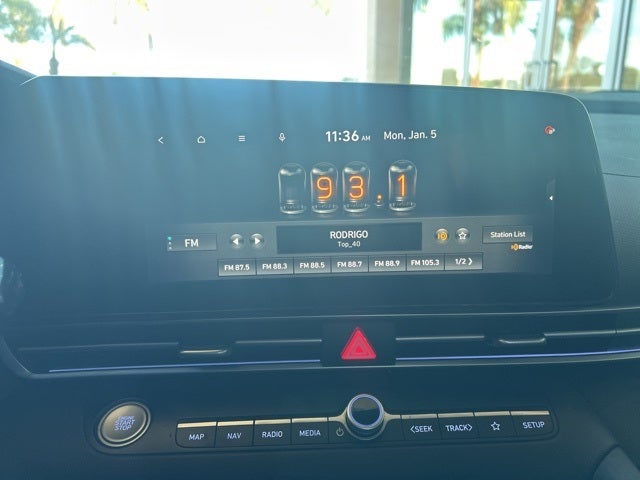 11:36 AM Mon, Jan. 5
93.1
FM
RODRIGO
Top_40
Station List
HD Radio
FM 87.5 FM 88.3 FM 88.5 FM 88.7 FM 88.9 FM 105.3 1/2 >
ENGINE
START
STOP
MAP NAV RADIO MEDIA <SEEK TRACK> SETUP